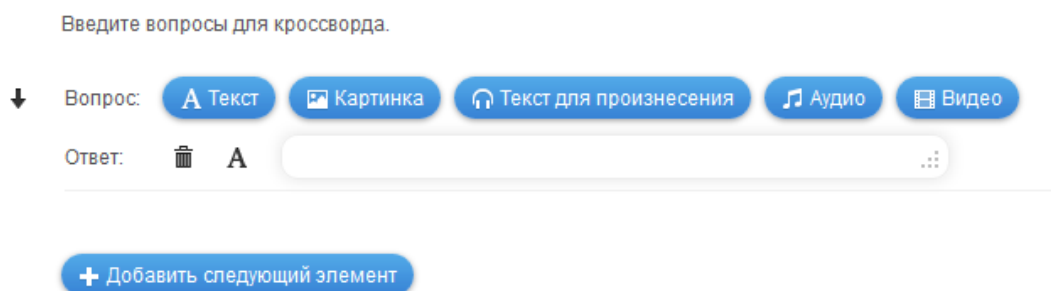 Введите вопросы для кроссворда.
Вопрос: A Текст Картинка Текст для произнесения Аудио Видео
Ответ: A
Добавить следующий элемент